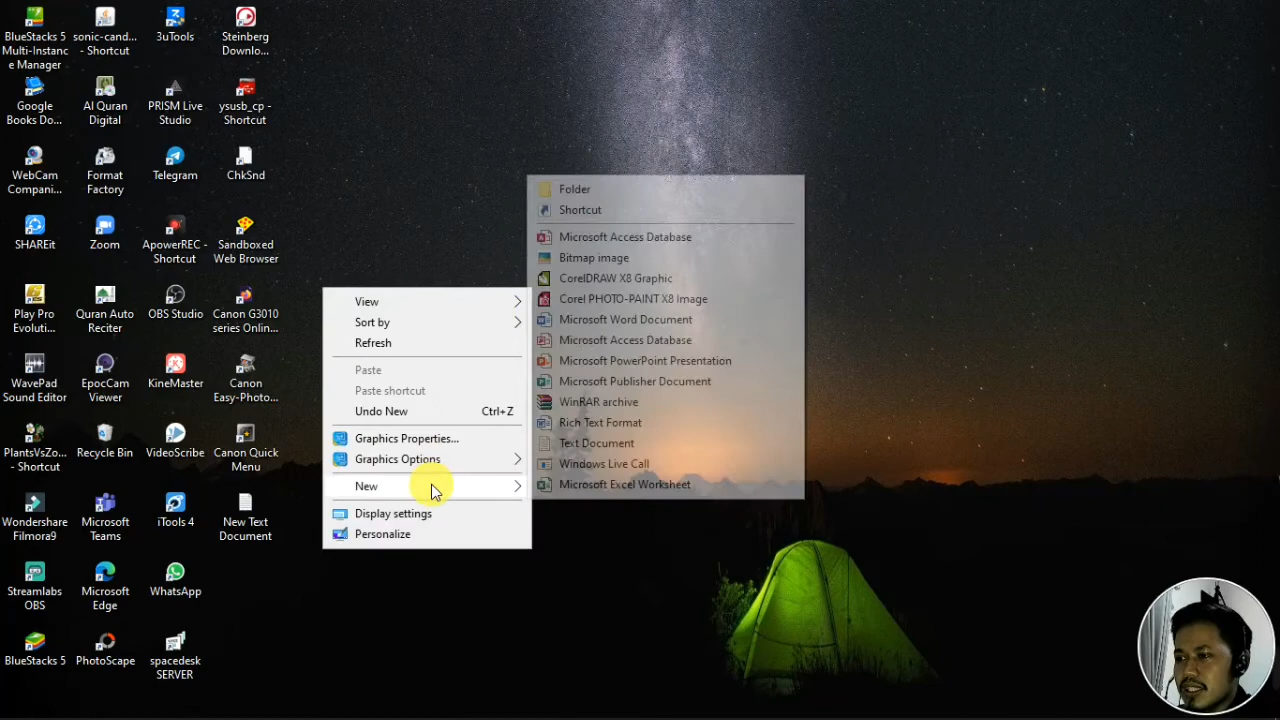 BlueStacks 5
Multi-Instance
Manager
sonic-cand...
- Shortcut
3uTools
Steinberg
Downlo...
Google
Books Do...
Al Quran
Digital
PRISM Live
Studio
ysusb_cp -
Shortcut
WebCam
Compani...
Format
Factory
Telegram
ChkSnd
SHAREit
Zoom
ApowerREC -
Shortcut
Sandboxed
Web Browser
Play Pro
Evoluti...
Quran Auto
Reciter
OBS Studio
Canon G3010
series Onlin...
WavePad
Sound Editor
EpocCam
Viewer
KineMaster
Canon
Easy-Photo...
PlantsVsZo...
- Shortcut
Recycle Bin
VideoScribe
Canon Quick
Menu
Wondershare
Filmora9
Microsoft
Teams
iTools 4
New Text
Document
Streamlabs
OBS
Microsoft
Edge
WhatsApp
BlueStacks 5
PhotoScape
spacedesk
SERVER
View
Sort by
Refresh
Paste
Paste shortcut
Undo New Ctrl+Z
Graphics Properties...
Graphics Options
New
Display settings
Personalize
Folder
Shortcut
Microsoft Access Database
Bitmap image
CorelDRAW X8 Graphic
Corel PHOTO-PAINT X8 Image
Microsoft Word Document
Microsoft Access Database
Microsoft PowerPoint Presentation
Microsoft Publisher Document
WinRAR archive
Rich Text Format
Text Document
Windows Live Call
Microsoft Excel Worksheet